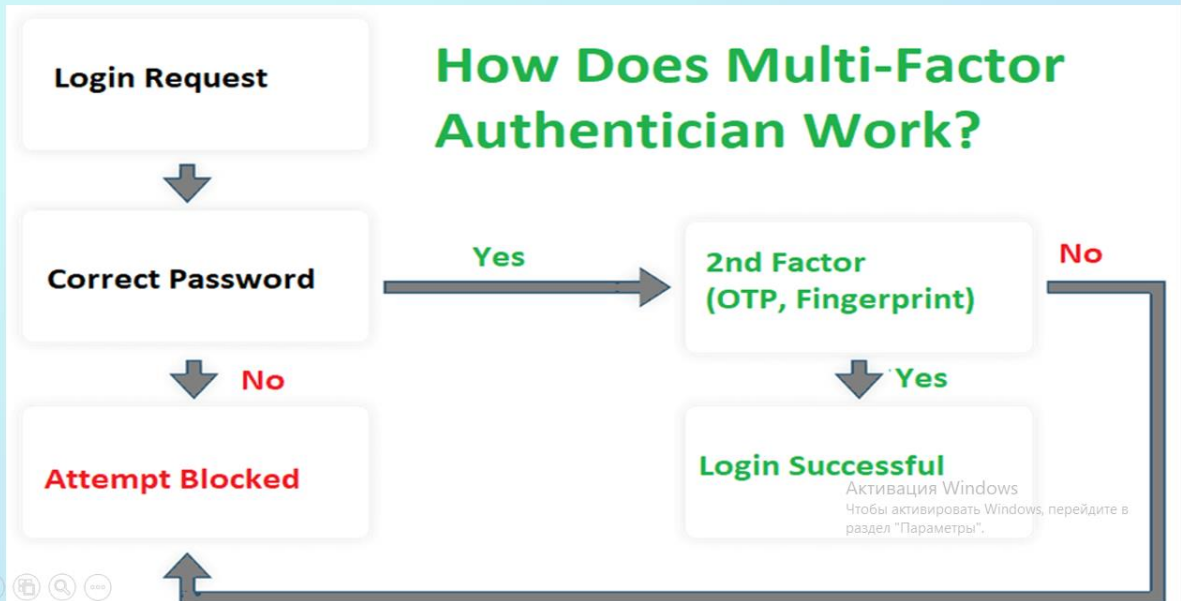 Login Request
How Does Multi-Factor
Authentician Work?
Correct Password
Yes
2nd Factor
(OTP, Fingerprint)
No
No
Yes
Attempt Blocked
Login Successful
Активация Windows
Чтобы активировать Windows, перейдите в
раздел "Параметры".